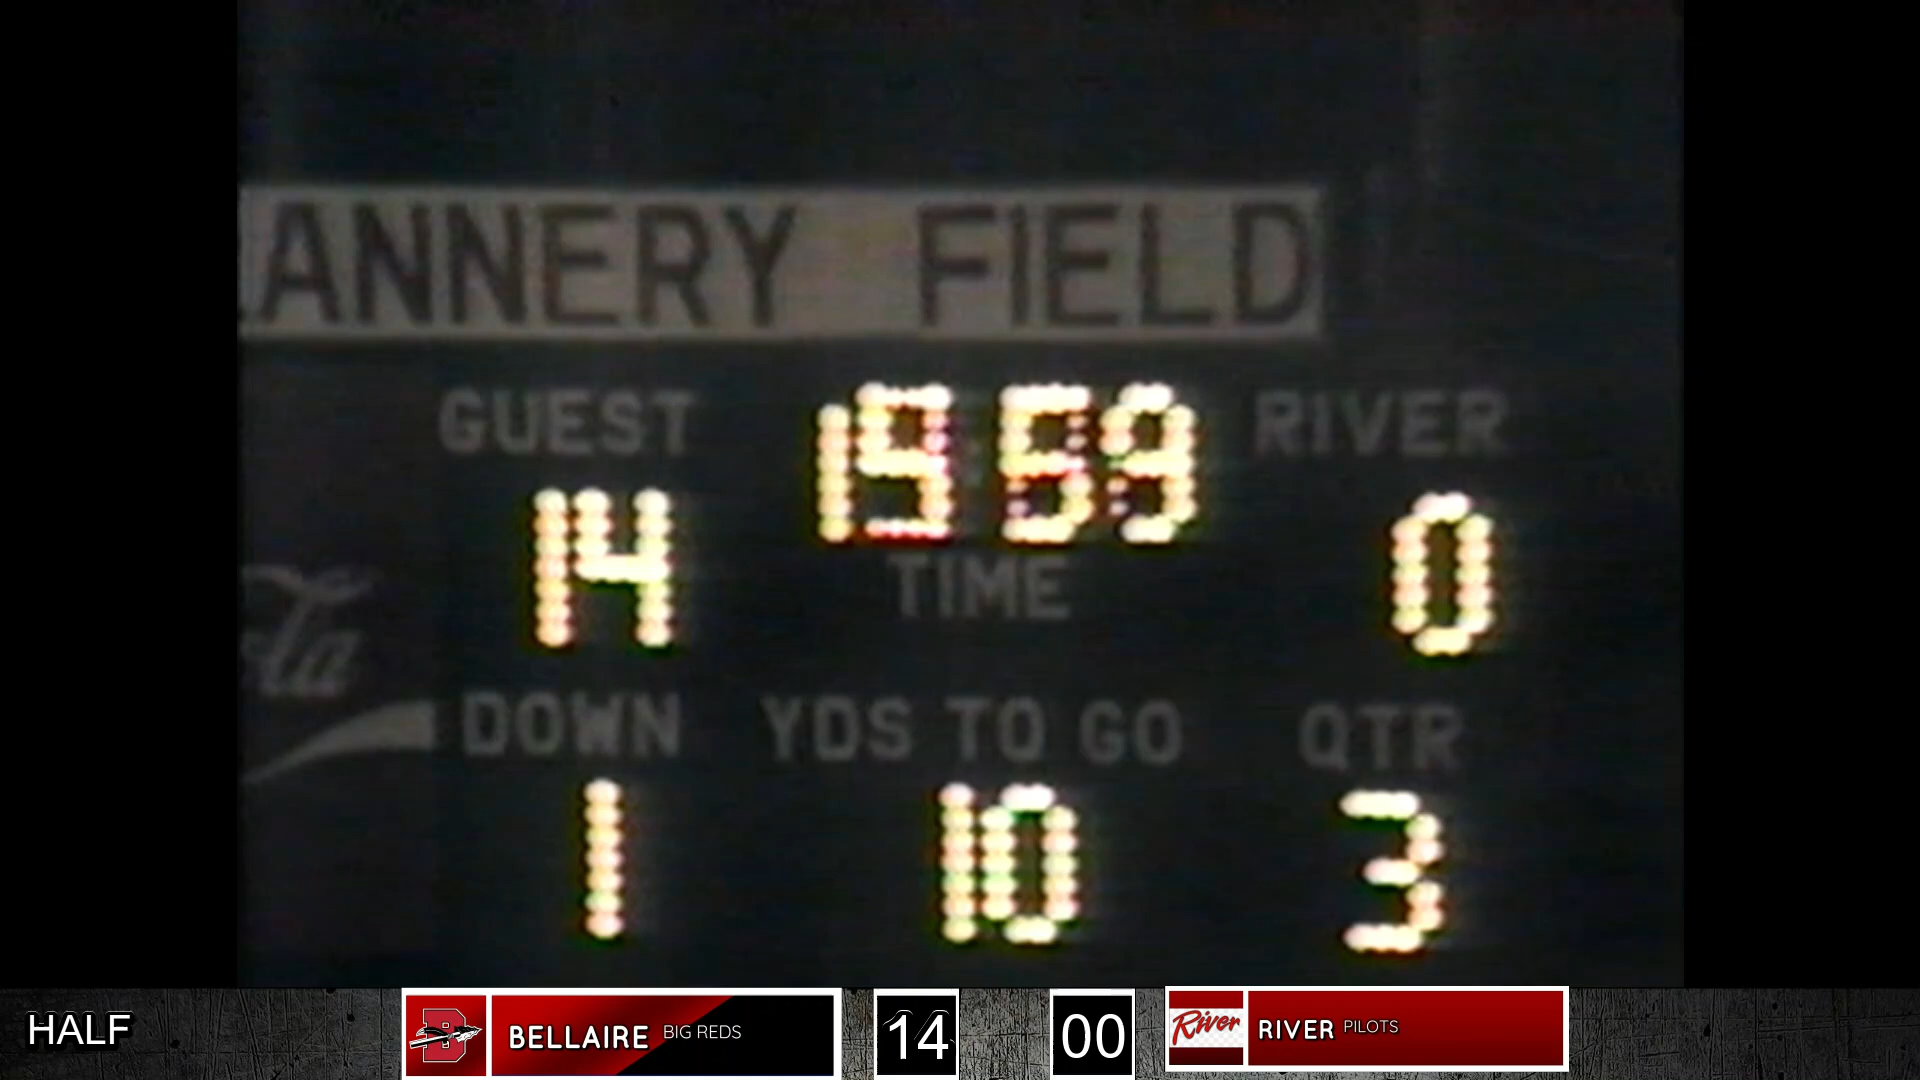 ANNERY FIELD
GUEST 19 59 RIVER
14 TIME 0
DOWN YDS TO GO QTR
1 10 3
HALF BELLAIRE BIG REDS 14 00 River RIVER PILOTS